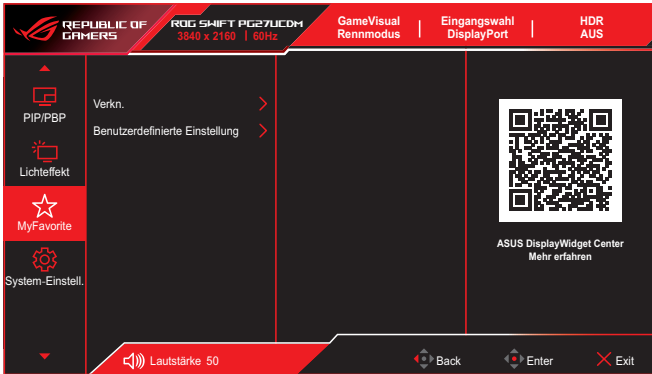 REPUBLIC OF
GAMERS
ROG SWIFT PG27UCDM
3840 x 2160 | 60Hz
GameVisual
Rennmodus
Eingangswahl
DisplayPort
HDR
AUS
PIP/PBP
Lichteffekt
MyFavorite
System-Einstell.
Verkn.
Benutzerdefinierte Einstellung
ASUS DisplayWidget Center
Mehr erfahren
Lautstärke 50
Back
Enter
Exit